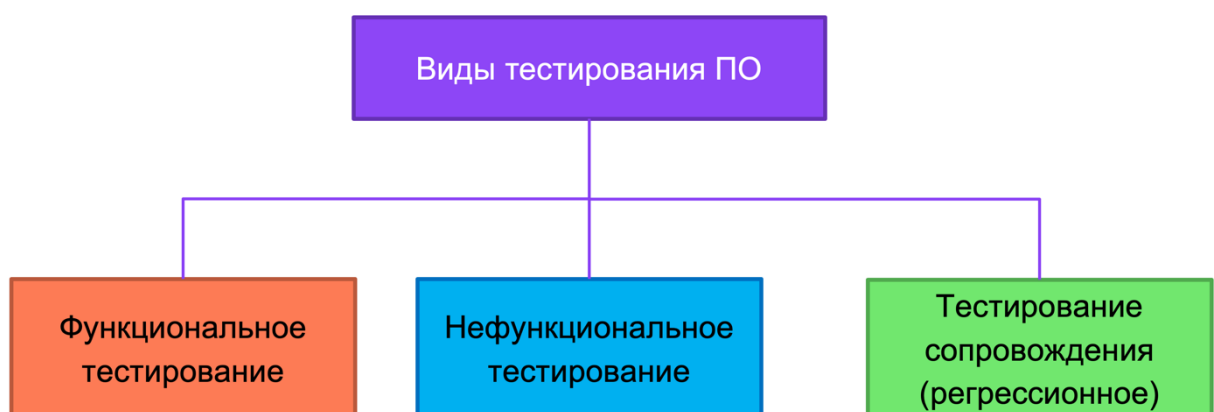 Виды тестирования ПО
Функциональное
тестирование
Нефункциональное
тестирование
Тестирование
сопровождения
(регрессионное)